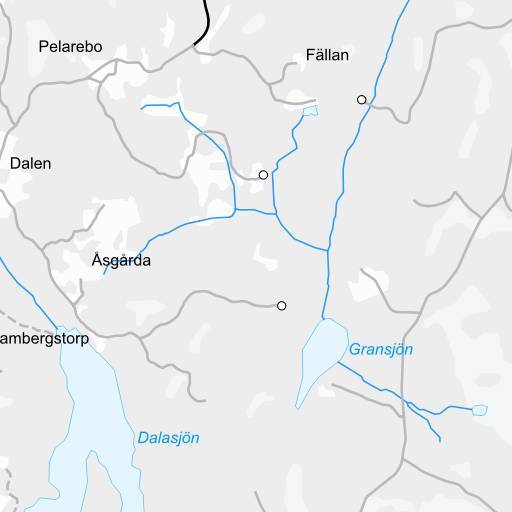 Pelarebo
Fällan
Dalen
Åsgårda
ambergstorp
Gransjön
Dalasjön